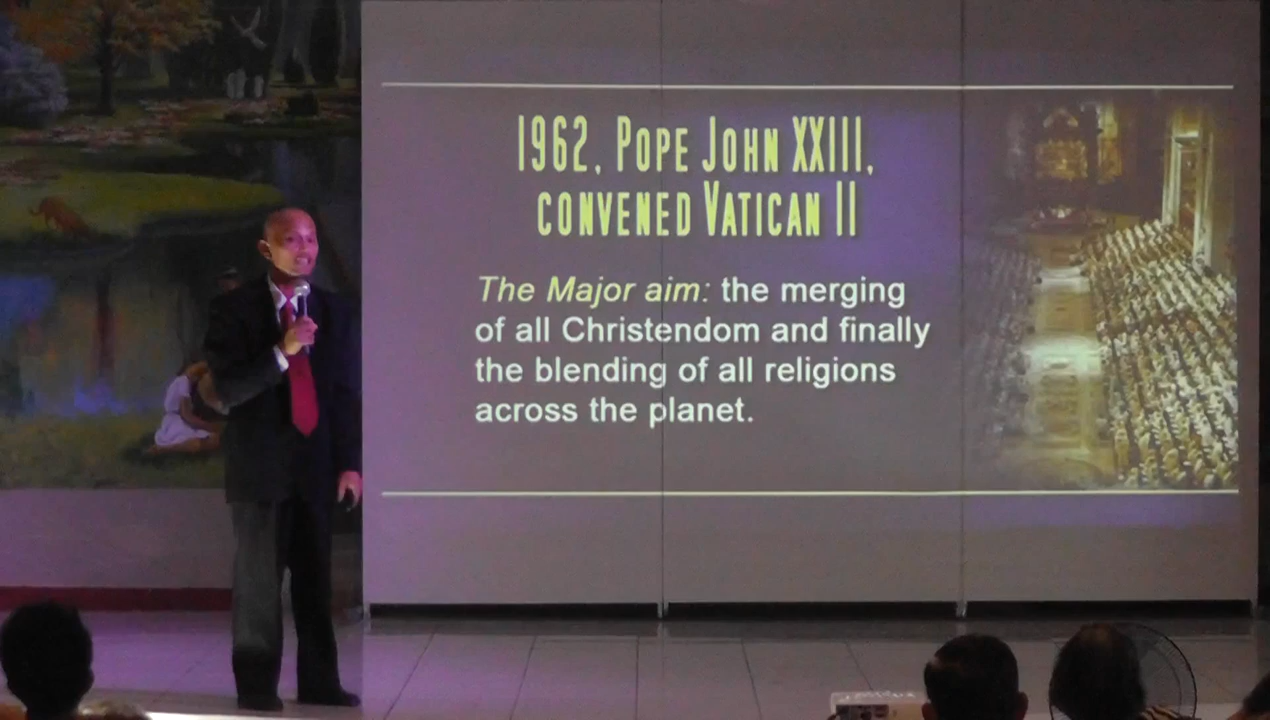 1962, POPE JOHN XXIII,
CONVENED VATICAN II
The Major aim: the merging
of all Christendom and finally
the blending of all religions
across the planet.